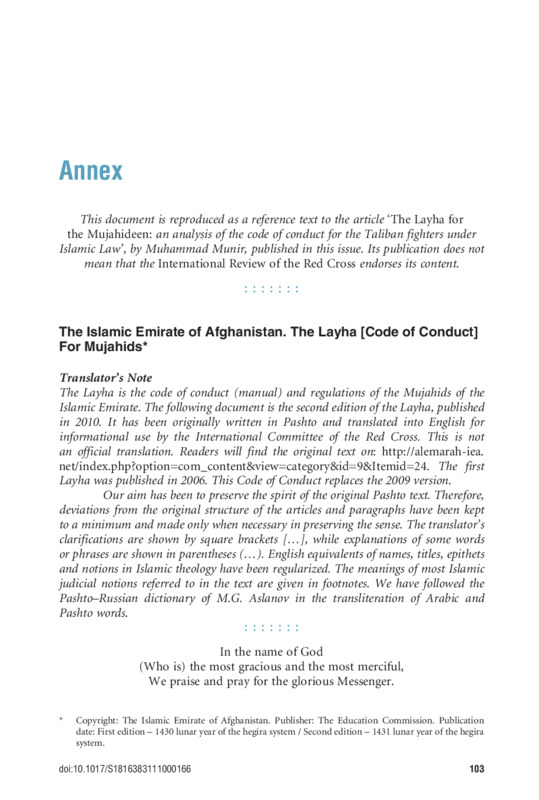 Annex
This document is reproduced as a reference text to the article ‘The Layha for
the Mujahideen: an analysis of the code of conduct for the Taliban fighters under
Islamic Law’, by Muhammad Munir, published in this issue. Its publication does not
mean that the International Review of the Red Cross endorses its content.
: : : : : : :
The Islamic Emirate of Afghanistan. The Layha [Code of Conduct]
For Mujahids*
Translator’s Note
The Layha is the code of conduct (manual) and regulations of the Mujahids of the
Islamic Emirate. The following document is the second edition of the Layha, published
in 2010. It has been originally written in Pashto and translated into English for
informational use by the International Committee of the Red Cross. This is not
an official translation. Readers will find the original text on: http://alemarah-iea.
net/index.php?option=com_content&view=category&id=9&Itemid=24. The first
Layha was published in 2006. This Code of Conduct replaces the 2009 version.
Our aim has been to preserve the spirit of the original Pashto text. Therefore,
deviations from the original structure of the articles and paragraphs have been kept
to a minimum and made only when necessary in preserving the sense. The translator’s
clarifications are shown by square brackets […], while explanations of some words
or phrases are shown in parentheses (…). English equivalents of names, titles, epithets
and notions in Islamic theology have been regularized. The meanings of most Islamic
judicial notions referred to in the text are given in footnotes. We have followed the
Pashto–Russian dictionary of M.G. Aslanov in the transliteration of Arabic and
Pashto words.
: : : : : : :
In the name of God
(Who is) the most gracious and the most merciful,
We praise and pray for the glorious Messenger.
* Copyright: The Islamic Emirate of Afghanistan. Publisher: The Education Commission. Publication
date: First edition – 1430 lunar year of the hegira system / Second edition – 1431 lunar year of the hegira
system.
doi:10.1017/S1816383111000166 103